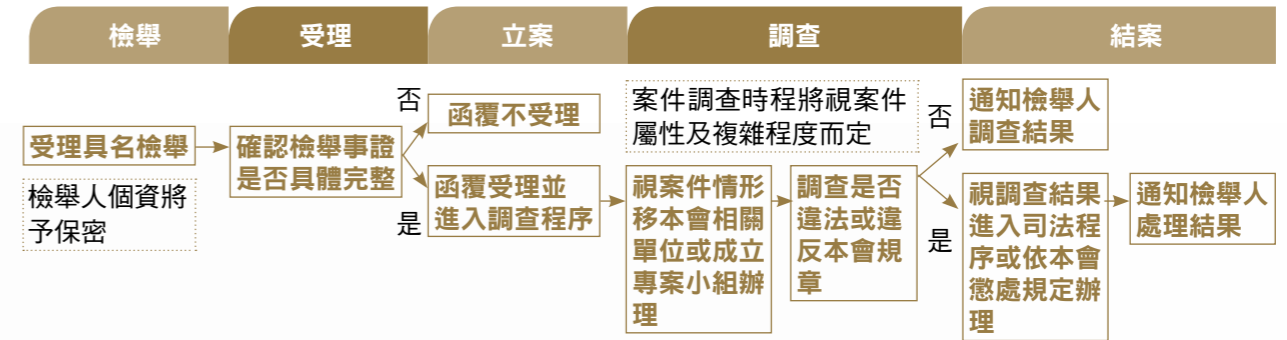 檢舉
受理
立案
調查
結案
受理具名檢舉
檢舉人個資將
予保密
確認檢舉事證
是否具體完整
否
函覆不受理
是
函覆受理並
進入調查程序
案件調查時程將視案件
屬性及複雜程度而定
視案件情形
移本會相關
單位或成立
專案小組辦
理
調查是否
違法或違
反本會規
章
否
通知檢舉人
調查結果
是
視調查結果
進入司法程
序或依本會
懲處規定辦
理
通知檢舉人
處理結果